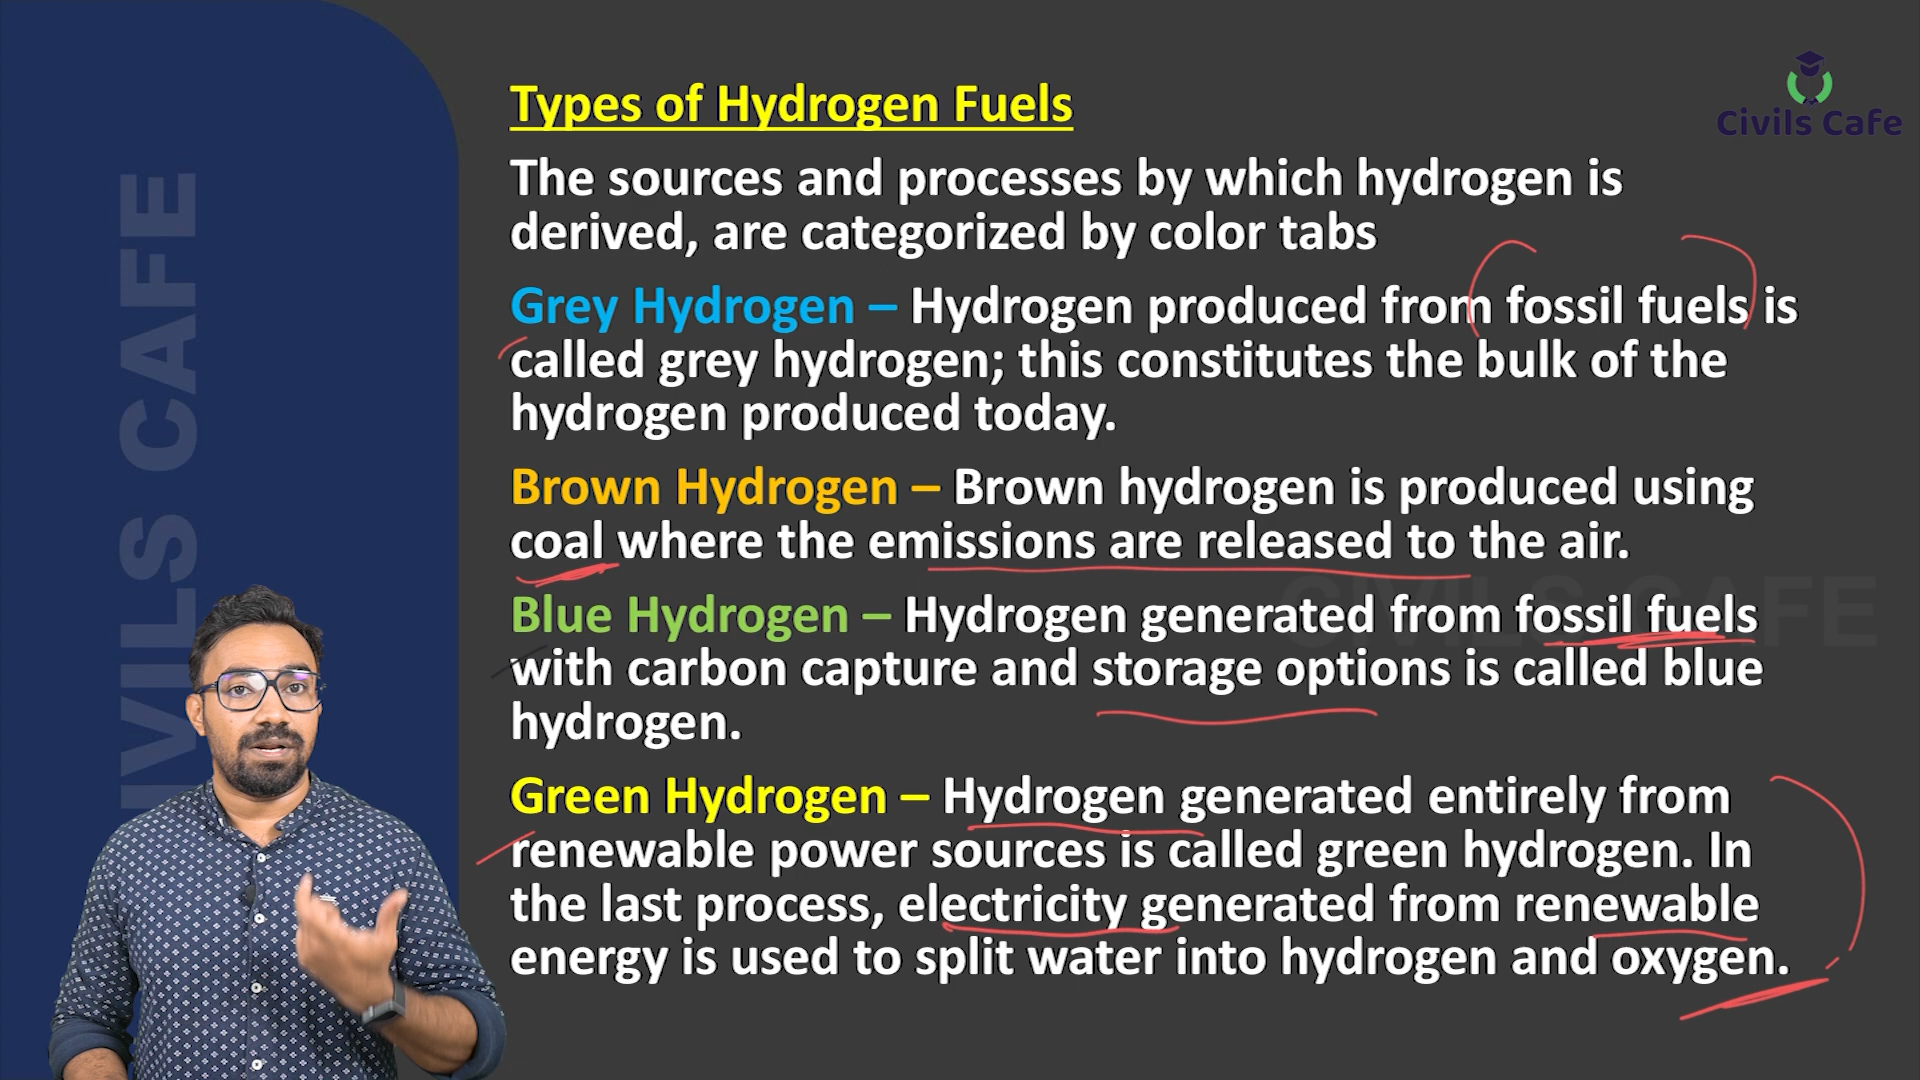 Types of Hydrogen Fuels
Civils Cafe
The sources and processes by which hydrogen is
derived, are categorized by color tabs
Grey Hydrogen – Hydrogen produced from fossil fuels is
called grey hydrogen; this constitutes the bulk of the
hydrogen produced today.
Brown Hydrogen – Brown hydrogen is produced using
coal where the emissions are released to the air.
Blue Hydrogen – Hydrogen generated from fossil fuels
with carbon capture and storage options is called blue
hydrogen.
Green Hydrogen – Hydrogen generated entirely from
renewable power sources is called green hydrogen. In
the last process, electricity generated from renewable
energy is used to split water into hydrogen and oxygen.
IVILS CAFE
CIVILS CAFE